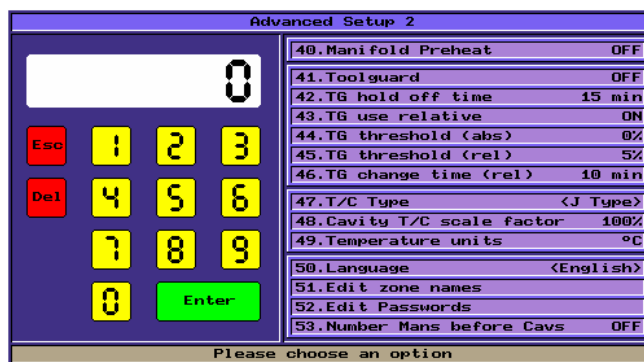 Advanced Setup 2
0
Esc 1 2 3
Del 4 5 6
7 8 9
0 Enter
40.Manifold Preheat OFF
41.Toolguard OFF
42.TG hold off time 15 min
43.TG use relative ON
44.TG threshold (abs) 0%
45.TG threshold (rel) 5%
46.TG change time (rel) 10 min
47.T/C Type <J Type>
48.Cavity T/C scale factor 100%
49.Temperature units °C
50.Language <English>
51.Edit zone names
52.Edit Passwords
53.Number Mans before Cavs OFF
Please choose an option